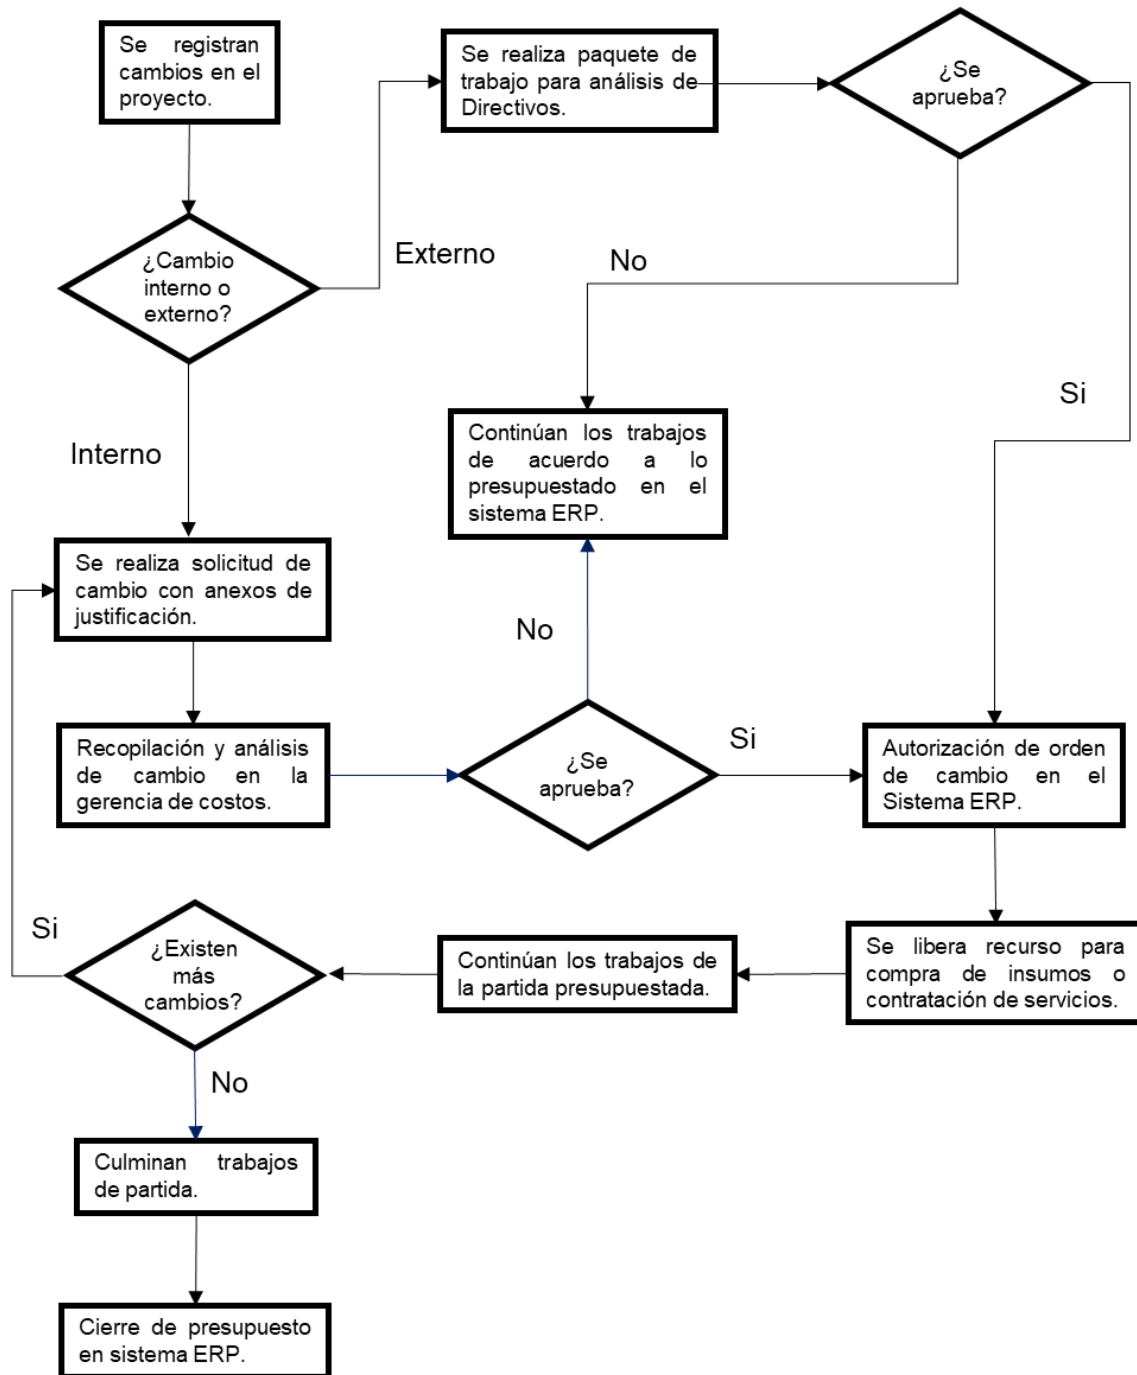 Se registran
cambios en el
proyecto.
Se realiza paquete de
trabajo para análisis de
Directivos.
¿Se
aprueba?
¿Cambio
interno o
externo?
Externo
No
Si
Interno
Continúan los trabajos
de acuerdo a lo
presupuestado en el
sistema ERP.
Se realiza solicitud de
cambio con anexos de
justificación.
No
Recopilación y análisis
de cambio en la
gerencia de costos.
¿Se
aprueba?
Si
Autorización de orden
de cambio en el
Sistema ERP.
Si
¿Existen
más
cambios?
Continúan los trabajos de
la partida presupuestada.
Se libera recurso para
compra de insumos o
contratación de servicios.
No
Culminan trabajos
de partida.
Cierre de presupuesto
en sistema ERP.